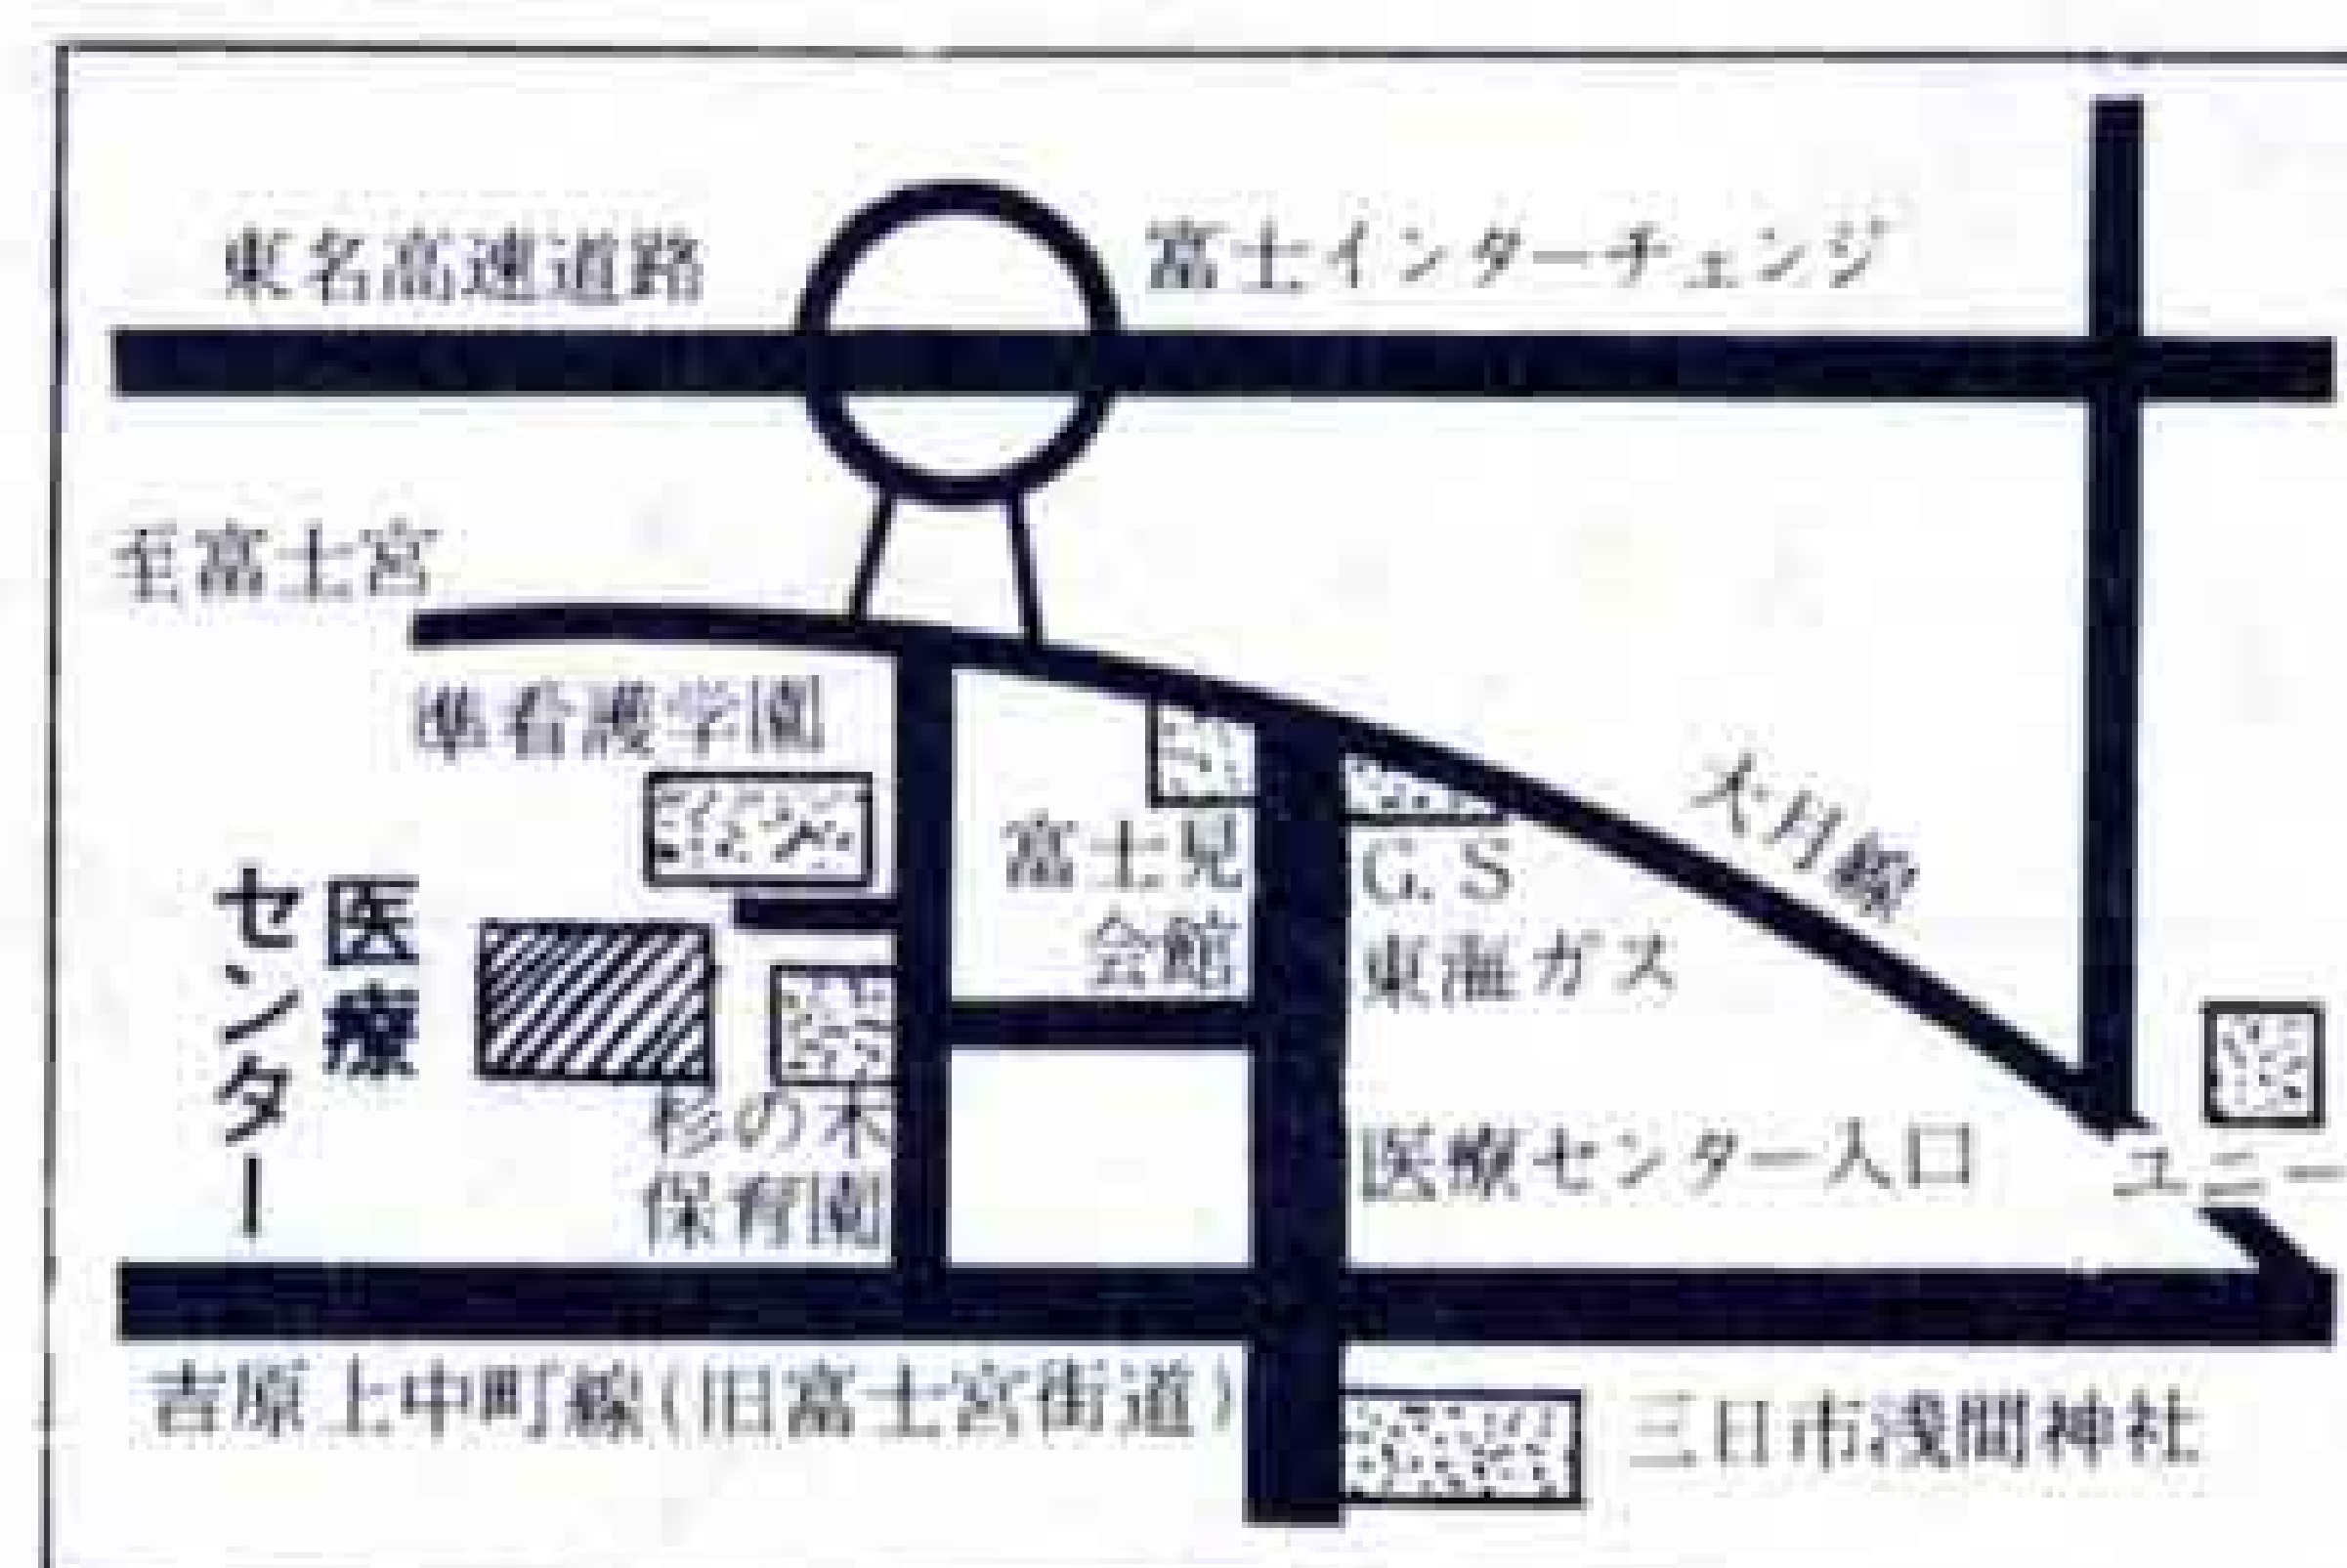 東名高速道路
富士インターチェンジ
至富士宮
準看護学園
大月線
富士見
会館
G.S
東海ガス
医療
センター
杉の木
保育園
医療センター入口
ユニー
吉原上中町線(旧富士宮街道)
三日市浅間神社